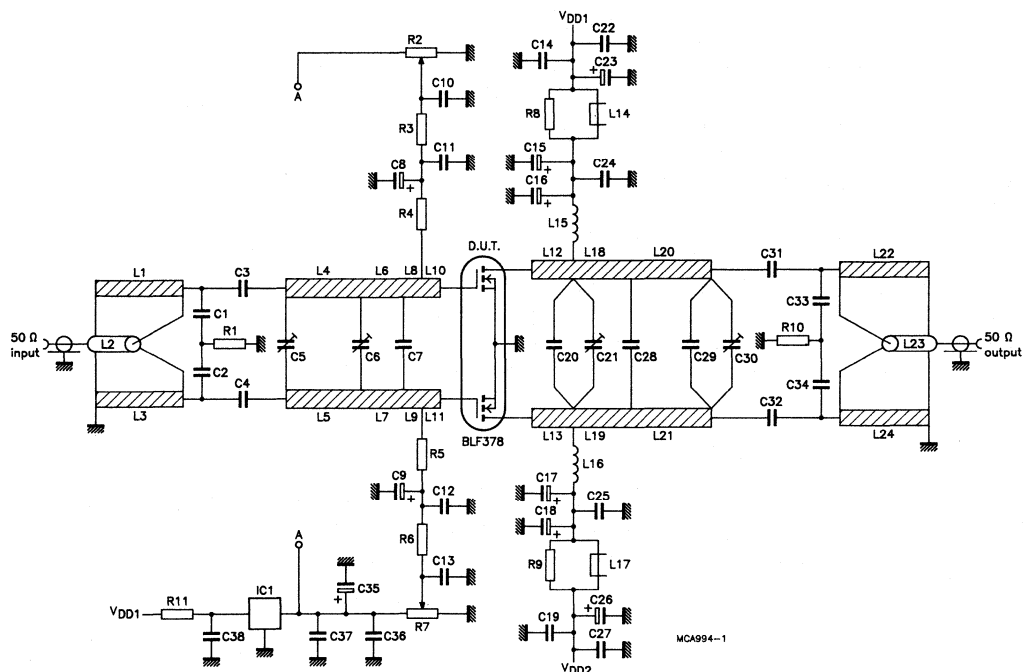 VDD1
R2
C22
C14
C23
A
C10
R8
L14
R3
C11
C15
C8
C24
C16
R4
L15
D.U.T.
L1
C3
L4
L6
L8
L10
L12
L18
L20
C31
L22
C1
C33
50 Ω
input
L2
R1
C5
C6
C7
C20
C21
C28
C29
C30
R10
L23
50 Ω
output
C2
C34
C4
C32
L3
L5
L7
L9
L11
BLF378
L13
L19
L21
L24
R5
L16
C9
C17
C12
C25
C18
A
R6
C13
R9
L17
IC1
C35
VDD1
R11
R7
C26
C19
C38
C37
C36
C27
MCA994-1
VDD2